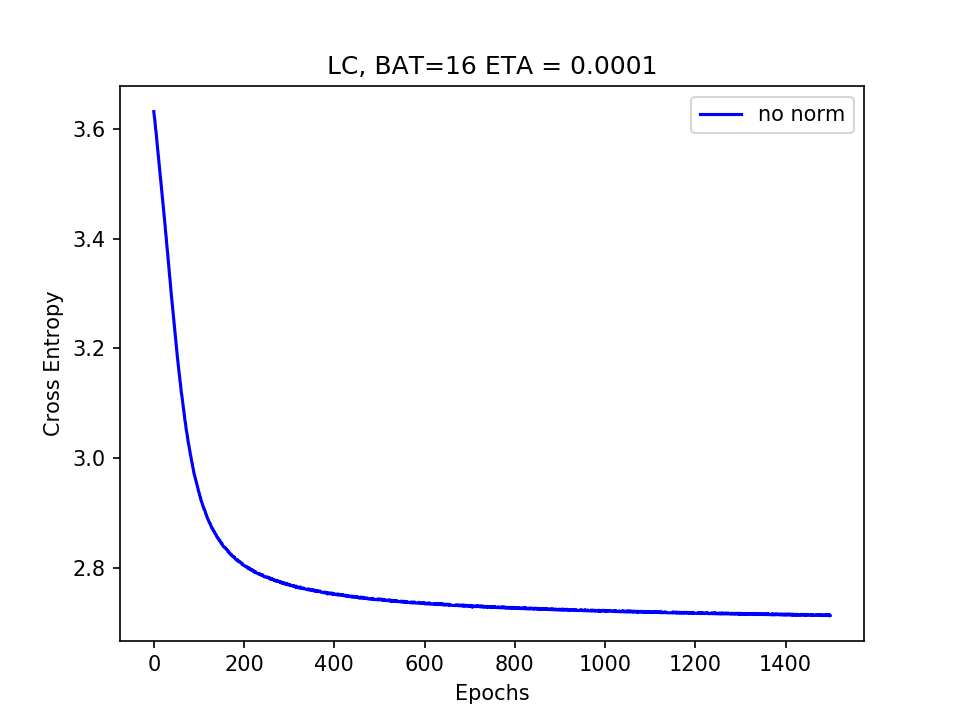 LC, BAT=16 ETA = 0.0001
no norm
3.6
3.4
3.2
3.0
2.8
Cross Entropy
0 200 400 600 800 1000 1200 1400
Epochs